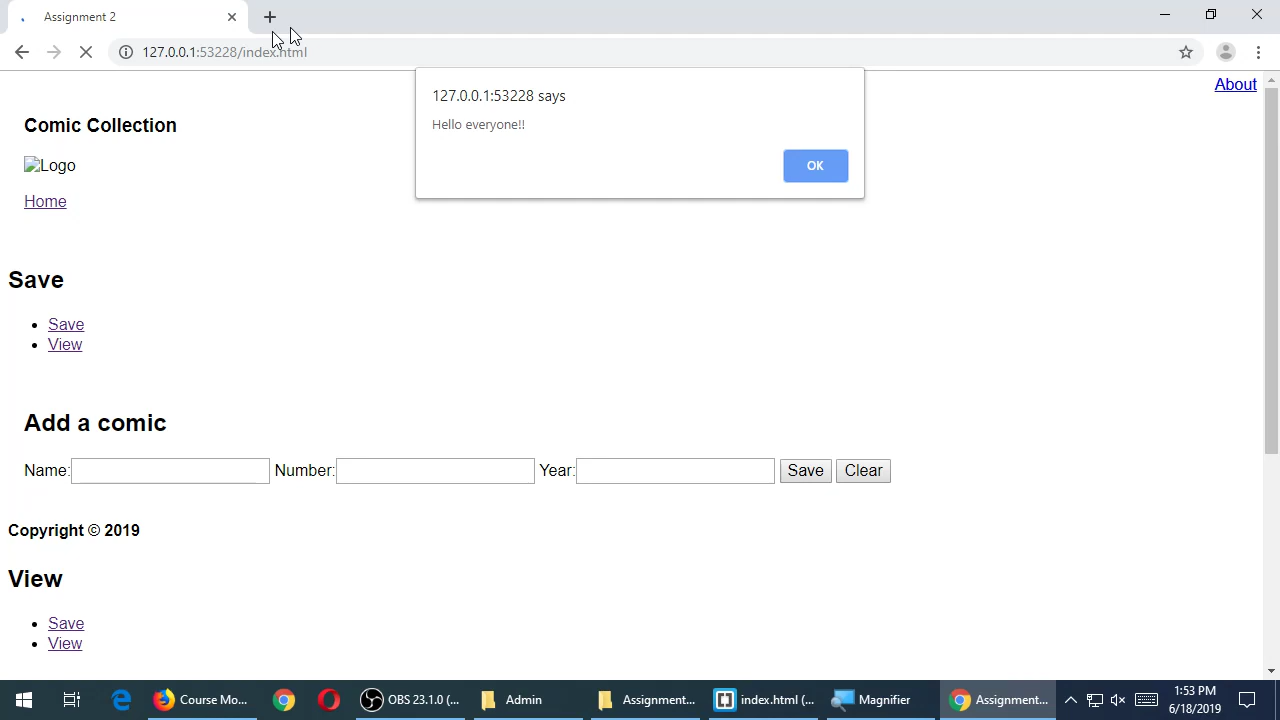 Assignment 2
127.0.0.1:53228/index.html
About
127.0.0.1:53228 says
Hello everyone!!
OK
Comic Collection
Logo
Home
Save
Save
View
Add a comic
Name: Number: Year: Save Clear
Copyright © 2019
View
Save
View
Course Mo... OBS 23.1.0 (... Admin Assignment... index.html (... Magnifier Assignment... 1:53 PM
6/18/2019